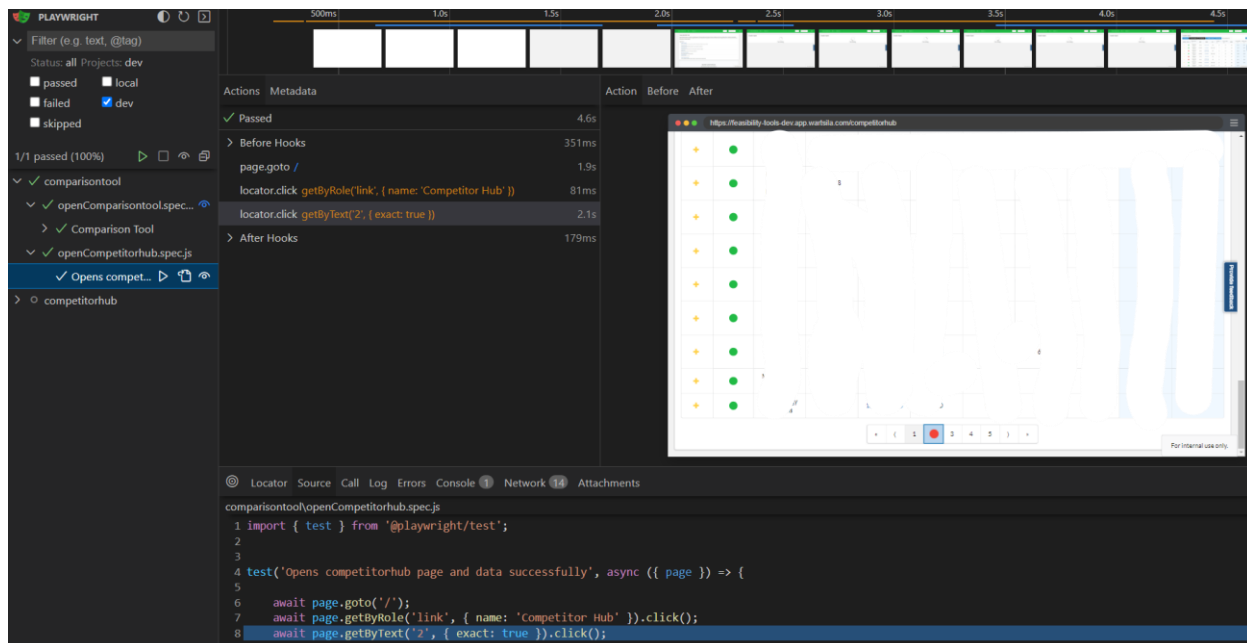 PLAYWRIGHT
Filter (e.g. text, @tag)
Status: all Projects: dev
passed local
failed dev
skipped
1/1 passed (100%)
comparisontool
openComparisontool.spec...
Comparison Tool
openCompetitorhub.spec.js
Opens compet...
competitorhub
500ms 1.0s 1.5s 2.0s 2.5s 3.0s 3.5s 4.0s 4.5s
Actions Metadata
Passed 4.6s
Before Hooks 351ms
page.goto / 1.9s
locator.click getByRole('link', { name: 'Competitor Hub' }) 81ms
locator.click getByText('2', { exact: true }) 2.1s
After Hooks 179ms
Action Before After
https://feasibility-tools-dev.app.wartsila.com/competitorhub
Provide feedback
1 3 4 5
For internal use only.
Locator Source Call Log Errors Console 1 Network 14 Attachments
comparisontool\openCompetitorhub.spec.js
1 import { test } from '@playwright/test';
2
3
4 test('Opens competitorhub page and data successfully', async ({ page }) => {
5
6 await page.goto('/');
7 await page.getByRole('link', { name: 'Competitor Hub' }).click();
8 await page.getByText('2', { exact: true }).click();